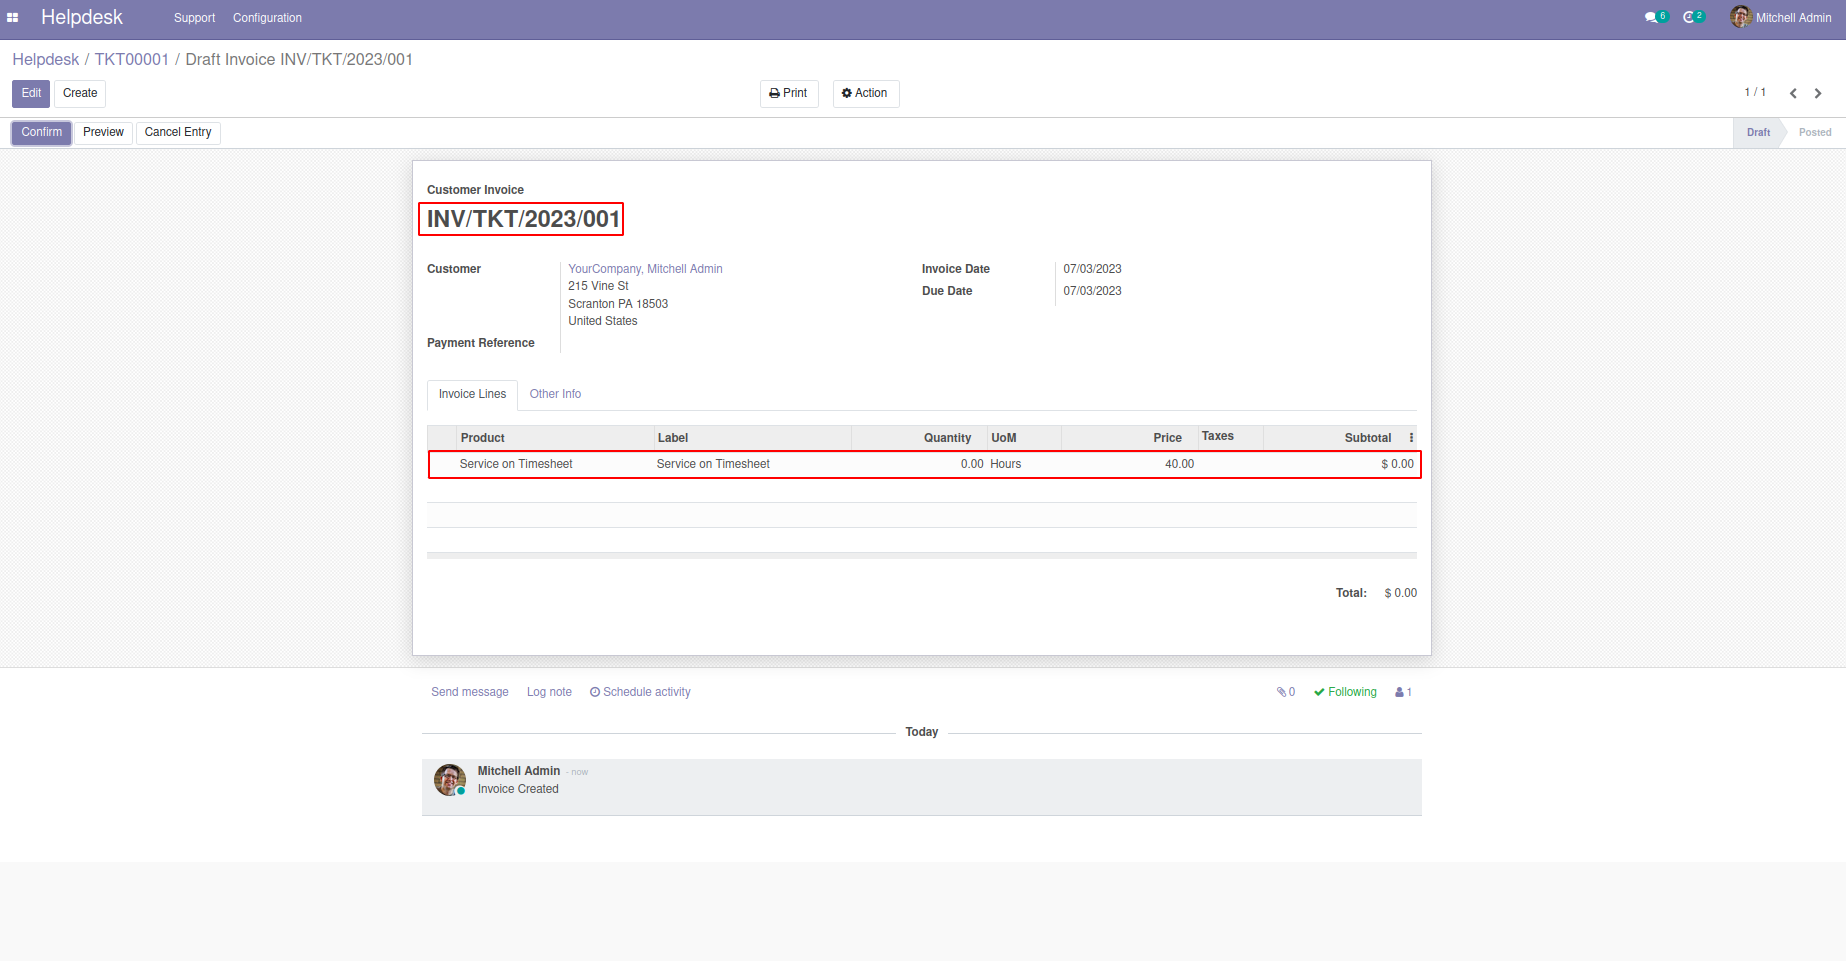 Helpdesk Support Configuration 6 2 Mitchell Admin
Helpdesk / TKT00001 / Draft Invoice INV/TKT/2023/001
Edit Create Print Action 1 / 1
Confirm Preview Cancel Entry Draft Posted
Customer Invoice
INV/TKT/2023/001
Customer YourCompany, Mitchell Admin Invoice Date 07/03/2023
215 Vine St
Due Date 07/03/2023
Scranton PA 18503
United States
Payment Reference
Invoice Lines Other Info
Product Label Quantity UoM Price Taxes Subtotal
Service on Timesheet Service on Timesheet 0.00 Hours 40.00 $ 0.00
Total: $ 0.00
Send message Log note Schedule activity 0 Following 1
Today
Mitchell Admin - now
Invoice Created